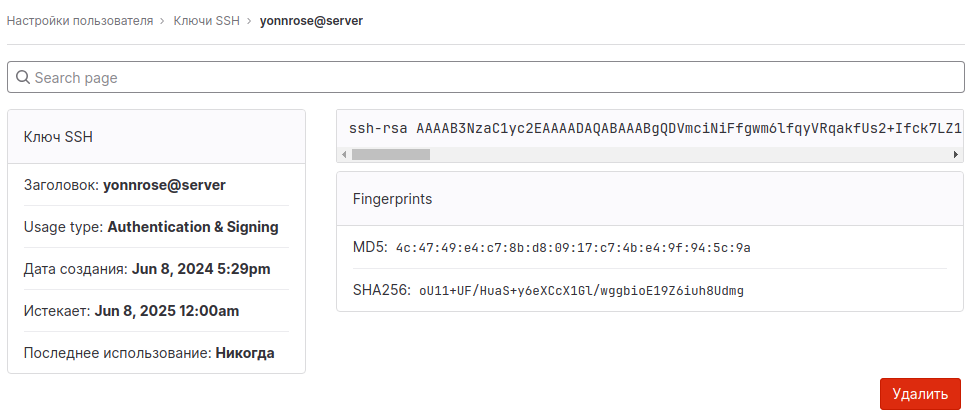 Настройки пользователя › Ключи SSH › yonnrose@server
Search page
Ключ SSH
Заголовок: yonnrose@server
Usage type: Authentication & Signing
Дата создания: Jun 8, 2024 5:29pm
Истекает: Jun 8, 2025 12:00am
Последнее использование: Никогда
ssh-rsa AAAAB3NzaC1yc2EAAAADAQABAAABgQDVmciNiFfgwm6lfqyVRqakfUs2+Ifck7LZ1
Fingerprints
MD5: 4c:47:49:e4:c7:8b:d8:09:17:c7:4b:e4:9f:94:5c:9a
SHA256: oU11+UF/HuaS+y6eXCcX1Gl/wggbioE19Z6iuh8Udmg
Удалить